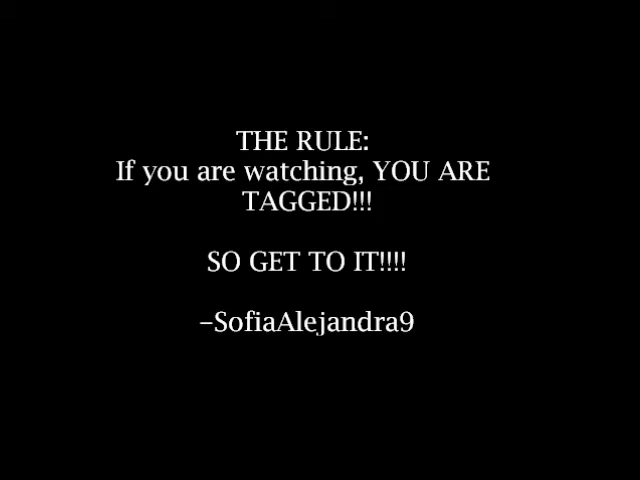 THE RULE:
If you are watching, YOU ARE
TAGGED!!!
SO GET TO IT!!!!
-SofiaAlejandra9